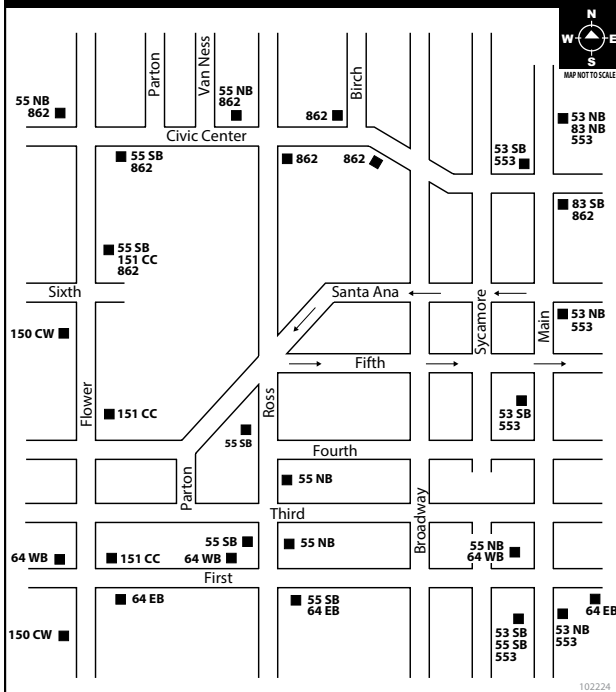 N
W E
S
MAP NOT TO SCALE
Parton
Van Ness
Birch
55 NB
862
55 NB
862
862
53 NB
83 NB
553
Civic Center
55 SB
862
862
862
53 SB
553
83 SB
862
55 SB
151 CC
862
Sixth
Santa Ana
Sycamore
Main
53 NB
553
150 CW
Fifth
Flower
Ross
151 CC
53 SB
553
55 SB
Fourth
Parton
55 NB
Broadway
Third
55 SB
55 NB
55 NB
64 WB
64 WB
151 CC
64 WB
First
64 EB
55 SB
64 EB
64 EB
150 CW
53 SB
55 SB
553
53 NB
553
102224